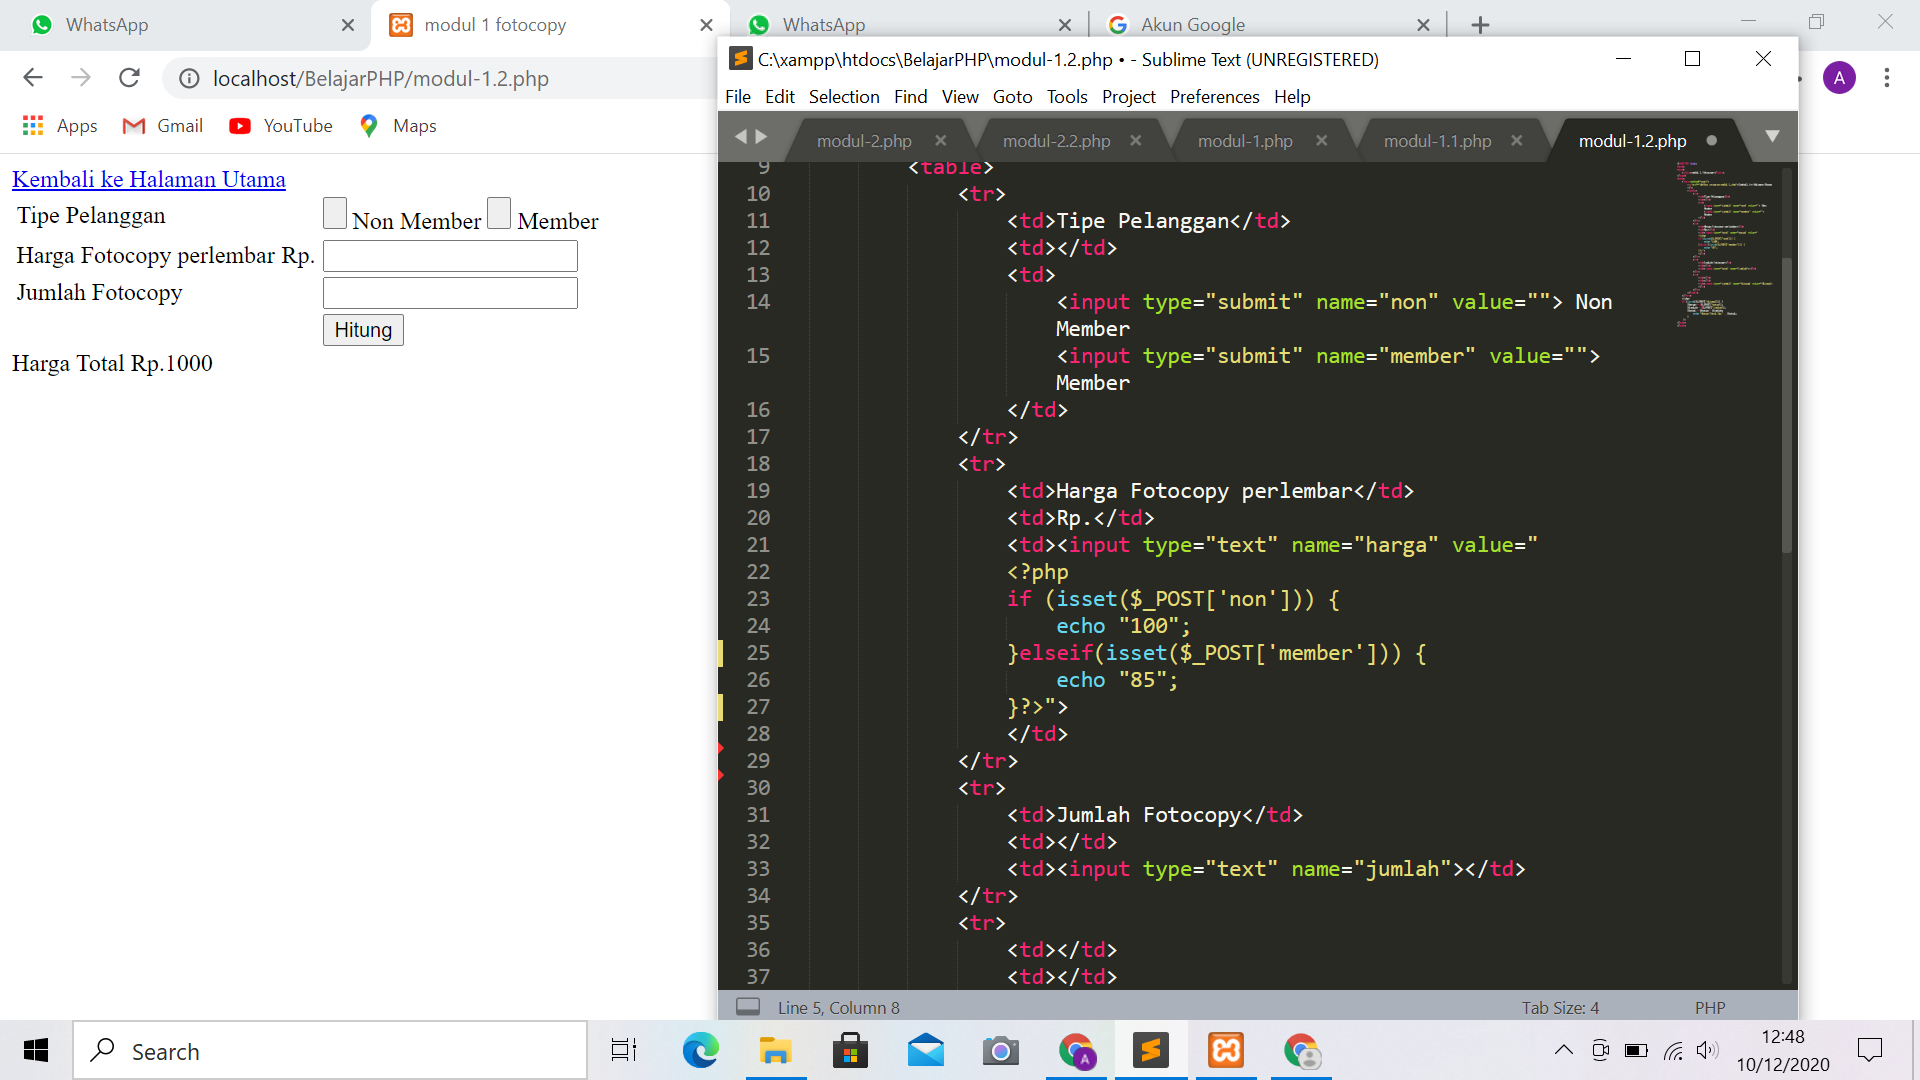 WhatsApp
modul 1 fotocopy
WhatsApp
Akun Google
localhost/BelajarPHP/modul-1.2.php
A
Apps
Gmail
YouTube
Maps
Kembali ke Halaman Utama
Tipe Pelanggan
Non Member
Member
Harga Fotocopy perlembar Rp.
Jumlah Fotocopy
Hitung
Harga Total Rp.1000
C:\xampp\htdocs\BelajarPHP\modul-1.2.php • - Sublime Text (UNREGISTERED)
File Edit Selection Find View Goto Tools Project Preferences Help
modul-2.php
modul-2.2.php
modul-1.php
modul-1.1.php
modul-1.2.php
9 <table>
10 <tr>
11 <td>Tipe Pelanggan</td>
12 <td></td>
13 <td>
14 <input type="submit" name="non" value=""> Non
Member
15 <input type="submit" name="member" value="">
Member
16 </td>
17 </tr>
18 <tr>
19 <td>Harga Fotocopy perlembar</td>
20 <td>Rp.</td>
21 <td><input type="text" name="harga" value="
22 <?php
23 if (isset($_POST['non'])) {
24 echo "100";
25 }elseif(isset($_POST['member'])) {
26 echo "85";
27 }?>">
28 </td>
29 </tr>
30 <tr>
31 <td>Jumlah Fotocopy</td>
32 <td></td>
33 <td><input type="text" name="jumlah"></td>
34 </tr>
35 <tr>
36 <td></td>
37 <td></td>
Line 5, Column 8
Tab Size: 4
PHP
Search
A
12:48
10/12/2020